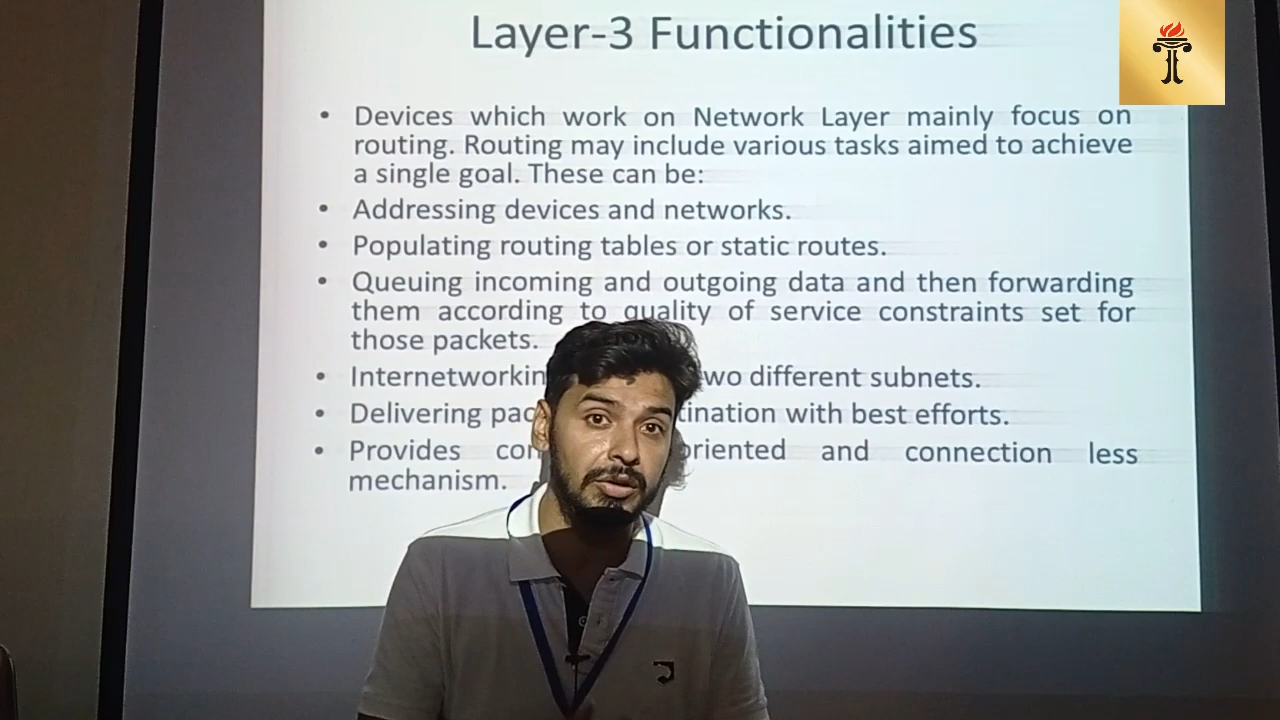 Layer-3 Functionalities
• Devices which work on Network Layer mainly focus on
routing. Routing may include various tasks aimed to achieve
a single goal. These can be:
• Addressing devices and networks.
• Populating routing tables or static routes.
• Queuing incoming and outgoing data and then forwarding
them according to quality of service constraints set for
those packets.
• Internetworkin wo different subnets.
• Delivering pac tination with best efforts.
• Provides con oriented and connection less
mechanism.